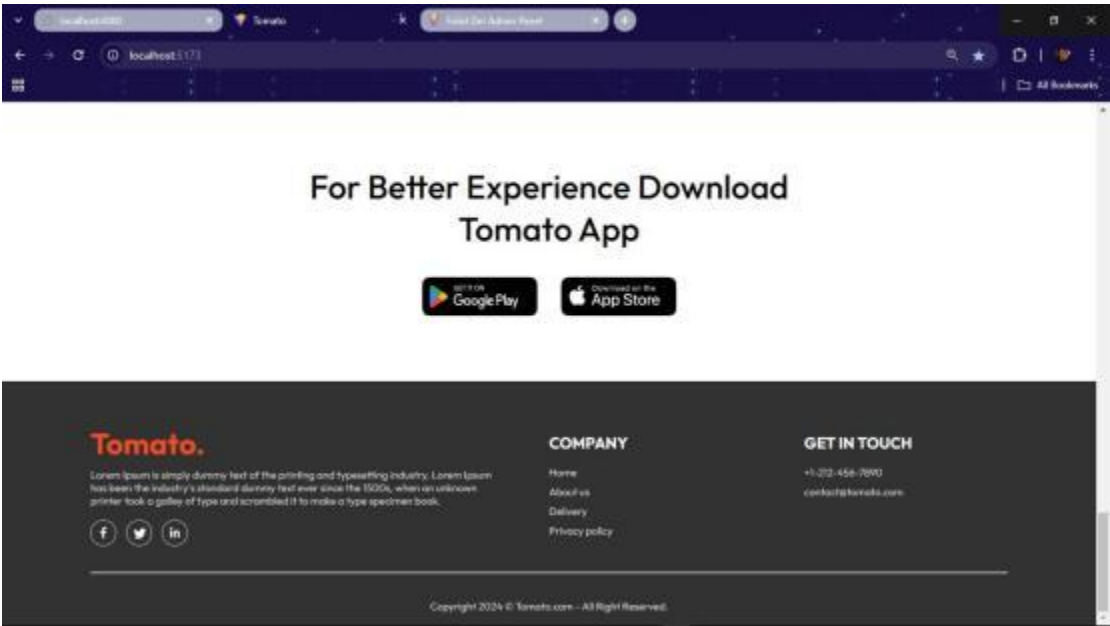 localhost:4000
Tomato
localhost:5173
All Bookmarks
For Better Experience Download
Tomato App
GET IT ON
Google Play
Download on the
App Store
Tomato.
Lorem Ipsum is simply dummy text of the printing and typesetting industry. Lorem Ipsum
has been the industry's standard dummy text ever since the 1500s, when an unknown
printer took a galley of type and scrambled it to make a type specimen book.
COMPANY
Home
About us
Delivery
Privacy policy
GET IN TOUCH
+1-212-456-7890
contact@tomato.com
Copyright 2024 © Tomato.com - All Right Reserved.